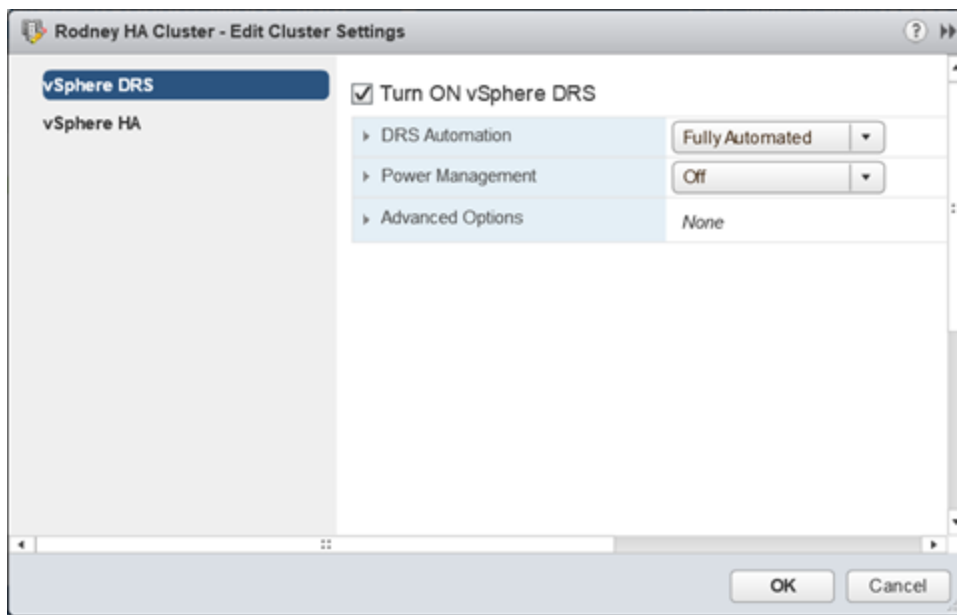 Rodney HA Cluster - Edit Cluster Settings
?
vSphere DRS
vSphere HA
Turn ON vSphere DRS
DRS Automation Fully Automated
Power Management Off
Advanced Options None
OK Cancel